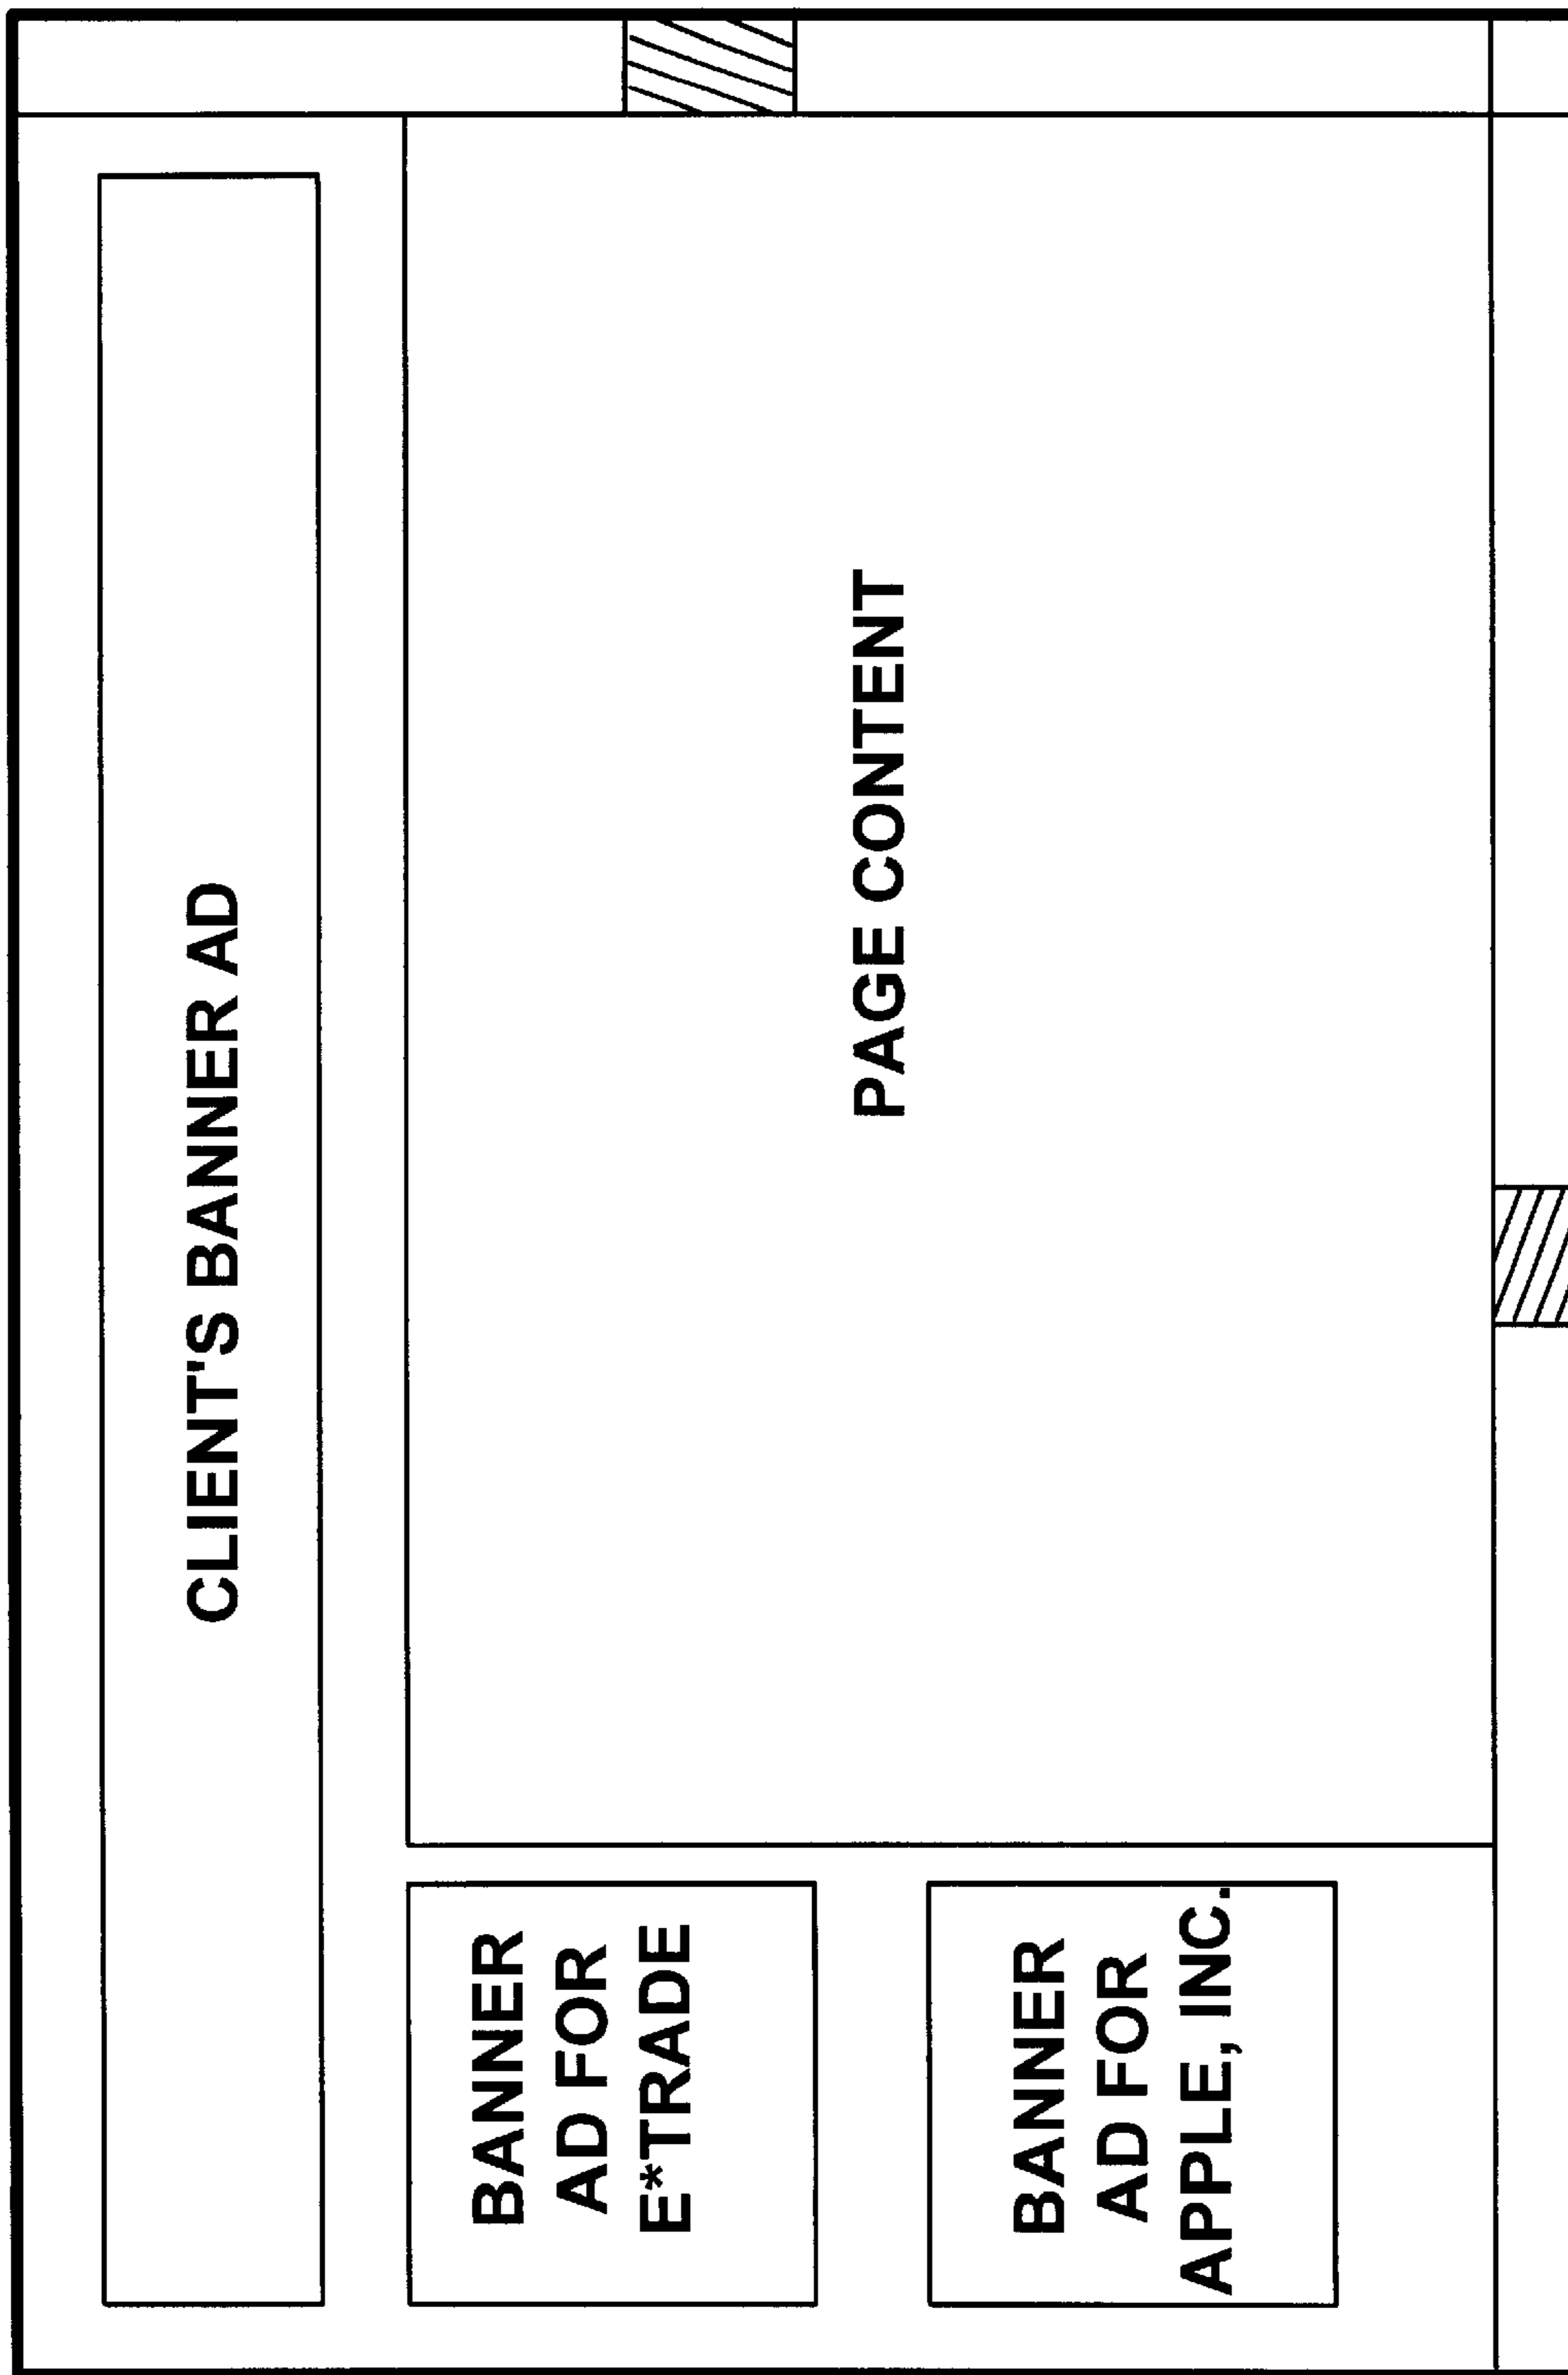 CLIENT'S BANNER AD
BANNER
AD FOR
E*TRADE
BANNER
AD FOR
APPLE, INC.
PAGE CONTENT